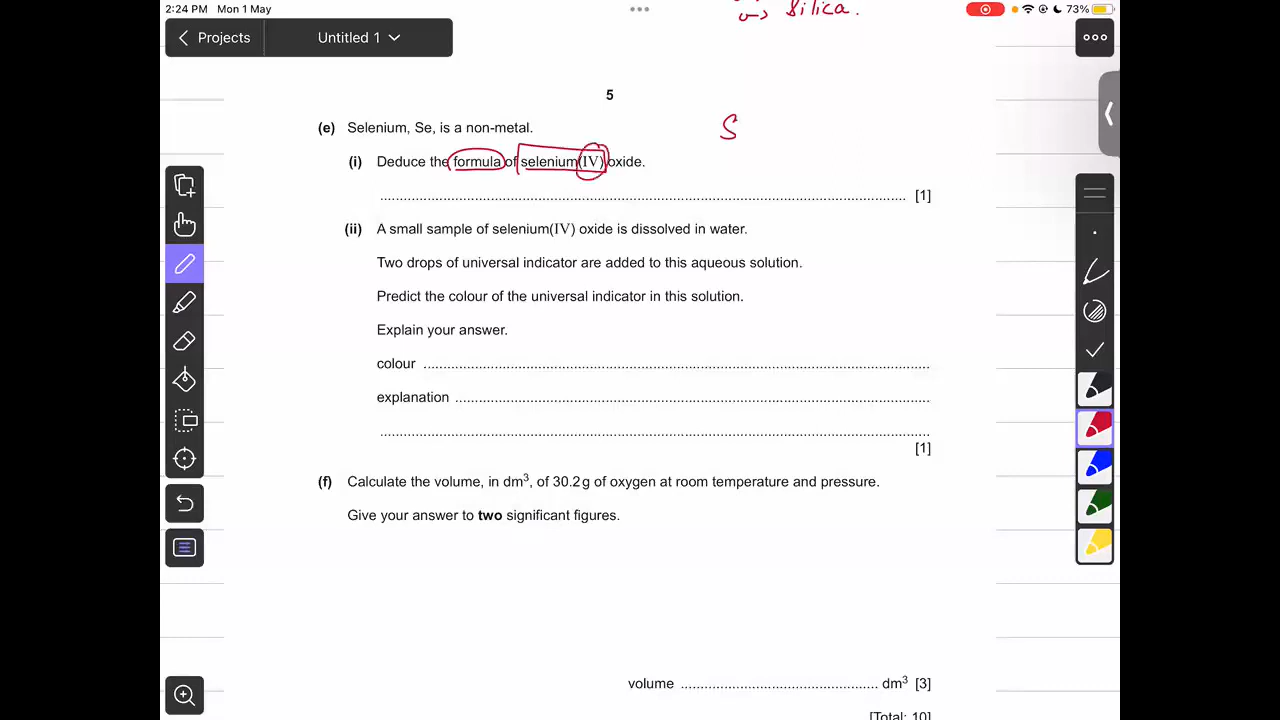 2:24 PM Mon 1 May
73%
Silica.
Projects
Untitled 1
5
(e) Selenium, Se, is a non-metal.
S
(i) Deduce the formula of selenium(IV) oxide.
[1]
(ii) A small sample of selenium(IV) oxide is dissolved in water.
Two drops of universal indicator are added to this aqueous solution.
Predict the colour of the universal indicator in this solution.
Explain your answer.
colour
explanation
[1]
(f) Calculate the volume, in dm³, of 30.2 g of oxygen at room temperature and pressure.
Give your answer to two significant figures.
volume ........................................ dm³ [3]
[Total: 10]